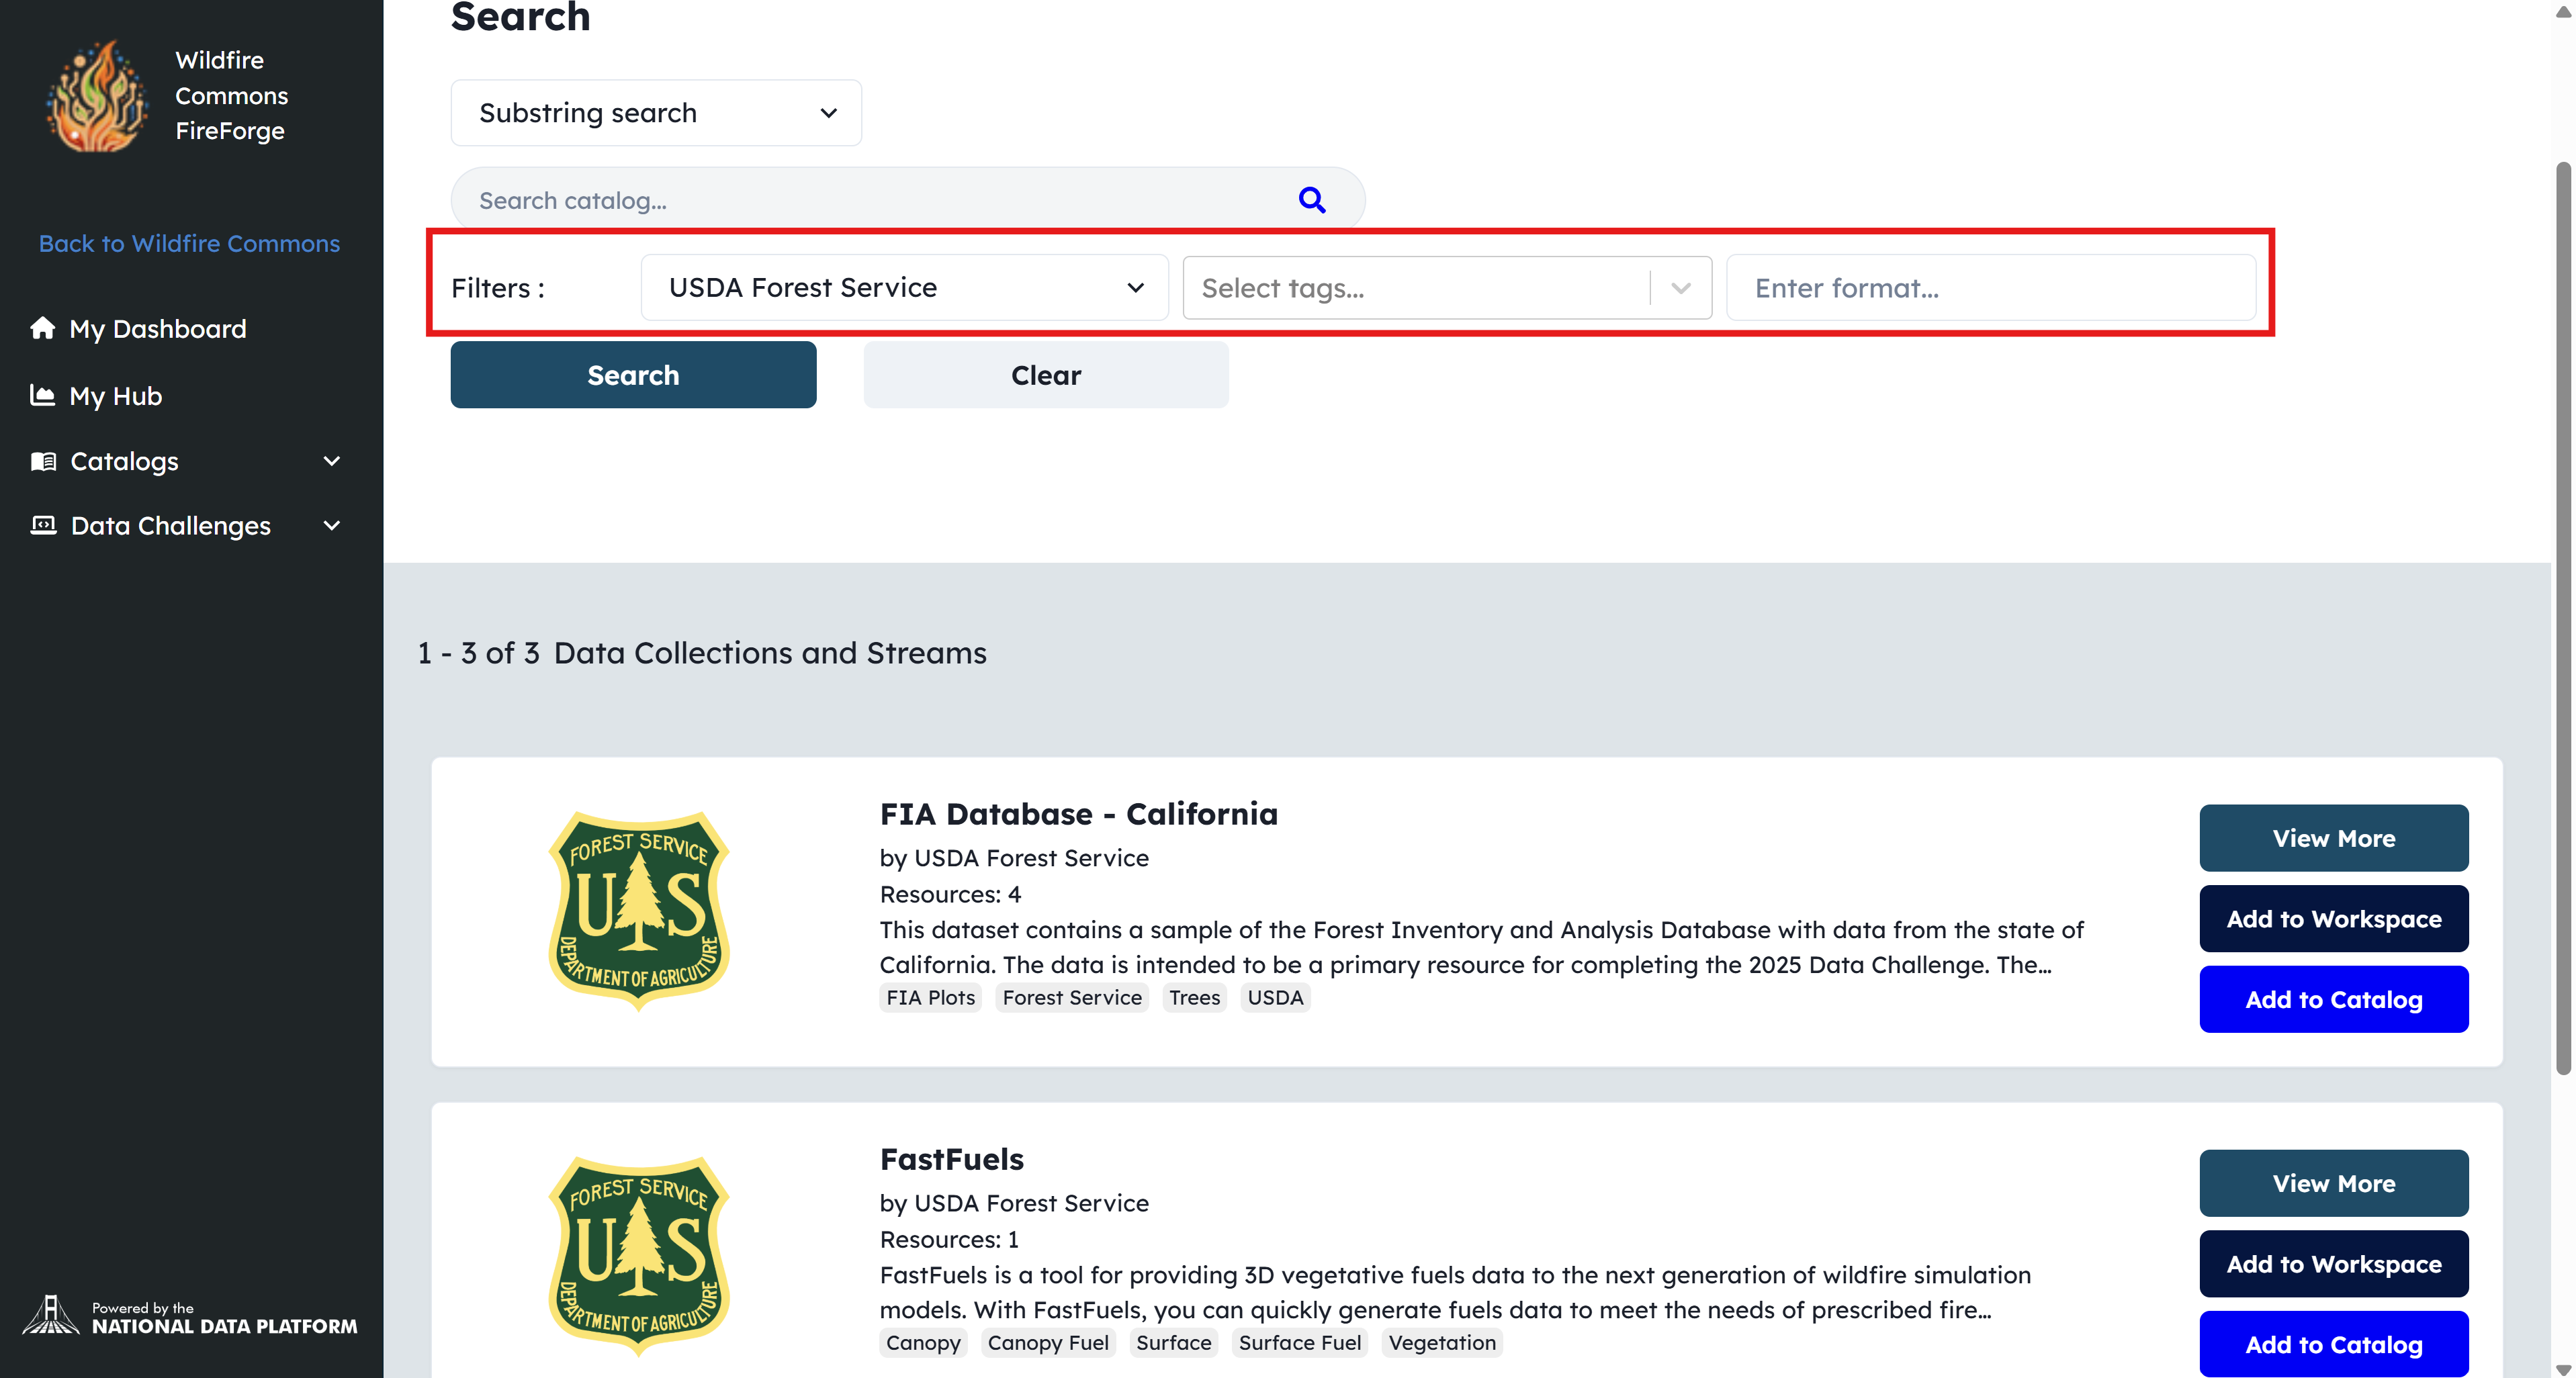 Wildfire
Commons
FireForge
Back to Wildfire Commons
My Dashboard
My Hub
Catalogs
Data Challenges
Powered by the
NATIONAL DATA PLATFORM
Search
Substring search
Search catalog...
Filters :
USDA Forest Service
Select tags...
Enter format...
Search
Clear
1 - 3 of 3 Data Collections and Streams
FOREST SERVICE
US
DEPARTMENT OF AGRICULTURE
FIA Database - California
by USDA Forest Service
Resources: 4
This dataset contains a sample of the Forest Inventory and Analysis Database with data from the state of
California. The data is intended to be a primary resource for completing the 2025 Data Challenge. The...
FIA Plots Forest Service Trees USDA
View More
Add to Workspace
Add to Catalog
FOREST SERVICE
US
DEPARTMENT OF AGRICULTURE
FastFuels
by USDA Forest Service
Resources: 1
FastFuels is a tool for providing 3D vegetative fuels data to the next generation of wildfire simulation
models. With FastFuels, you can quickly generate fuels data to meet the needs of prescribed fire...
Canopy Canopy Fuel Surface Surface Fuel Vegetation
View More
Add to Workspace
Add to Catalog